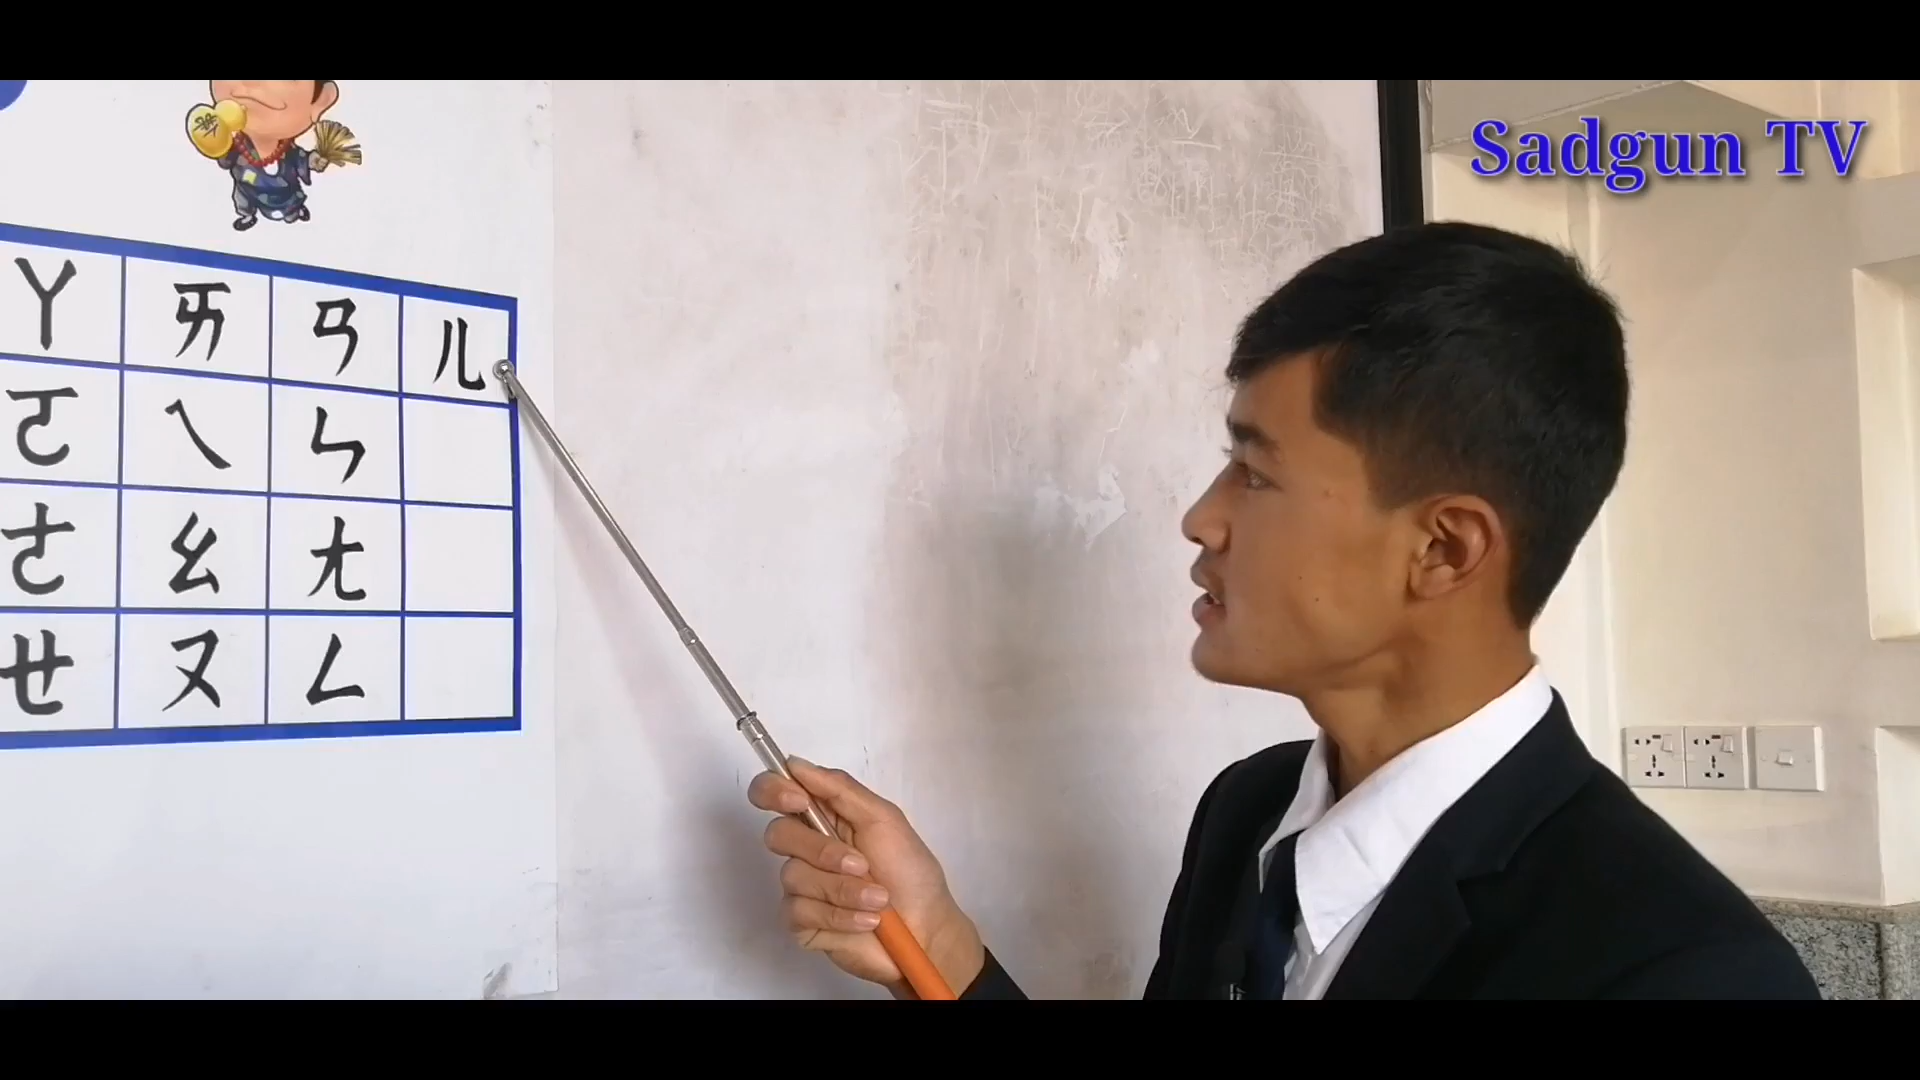 Sadgun TV
ㄚ ㄞ ㄢ ㄦ
ㄛ ㄟ ㄣ
ㄜ ㄠ ㄤ
ㄝ ㄡ ㄥ